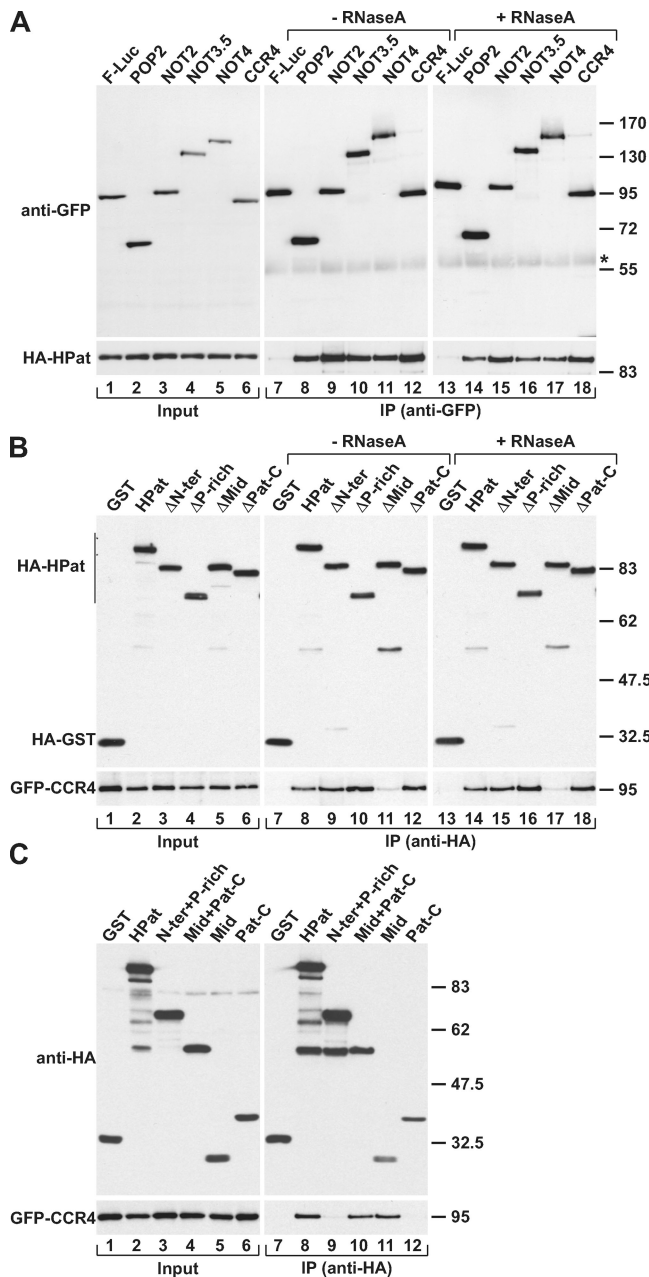 A
- RNaseA
+ RNaseA
F-Luc
POP2
NOT2
NOT3.5
NOT4
CCR4
F-Luc
POP2
NOT2
NOT3.5
NOT4
CCR4
F-Luc
POP2
NOT2
NOT3.5
NOT4
CCR4
anti-GFP
170
130
95
72
*
55
HA-HPat
83
1 2 3 4 5 6 7 8 9 10 11 12 13 14 15 16 17 18
Input
IP (anti-GFP)
B
- RNaseA
+ RNaseA
GST
HPat
ΔN-ter
ΔP-rich
ΔMid
ΔPat-C
GST
HPat
ΔN-ter
ΔP-rich
ΔMid
ΔPat-C
GST
HPat
ΔN-ter
ΔP-rich
ΔMid
ΔPat-C
HA-HPat
83
62
47.5
HA-GST
32.5
GFP-CCR4
95
1 2 3 4 5 6 7 8 9 10 11 12 13 14 15 16 17 18
Input
IP (anti-HA)
C
GST
HPat
N-ter+P-rich
Mid+Pat-C
Mid
Pat-C
GST
HPat
N-ter+P-rich
Mid+Pat-C
Mid
Pat-C
83
62
anti-HA
47.5
32.5
GFP-CCR4
95
1 2 3 4 5 6 7 8 9 10 11 12
Input
IP (anti-HA)